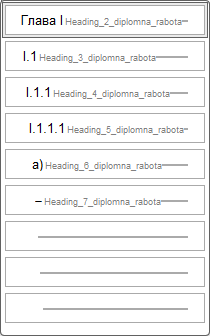 Глава I Heading_2_diplomna_rabota
I.1 Heading_3_diplomna_rabota
I.1.1 Heading_4_diplomna_rabota
I.1.1.1 Heading_5_diplomna_rabota
а) Heading_6_diplomna_rabota
– Heading_7_diplomna_rabota